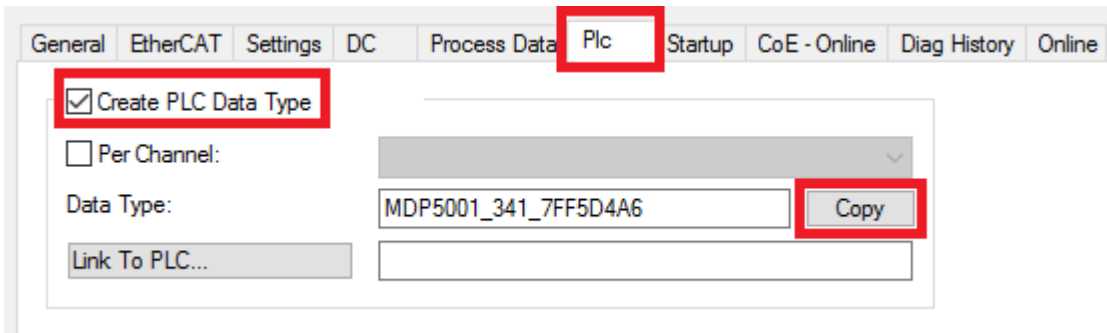 General EtherCAT Settings DC Process Data Plc Startup CoE - Online Diag History Online
Create PLC Data Type
Per Channel:
Data Type: MDP5001_341_7FF5D4A6 Copy
Link To PLC...